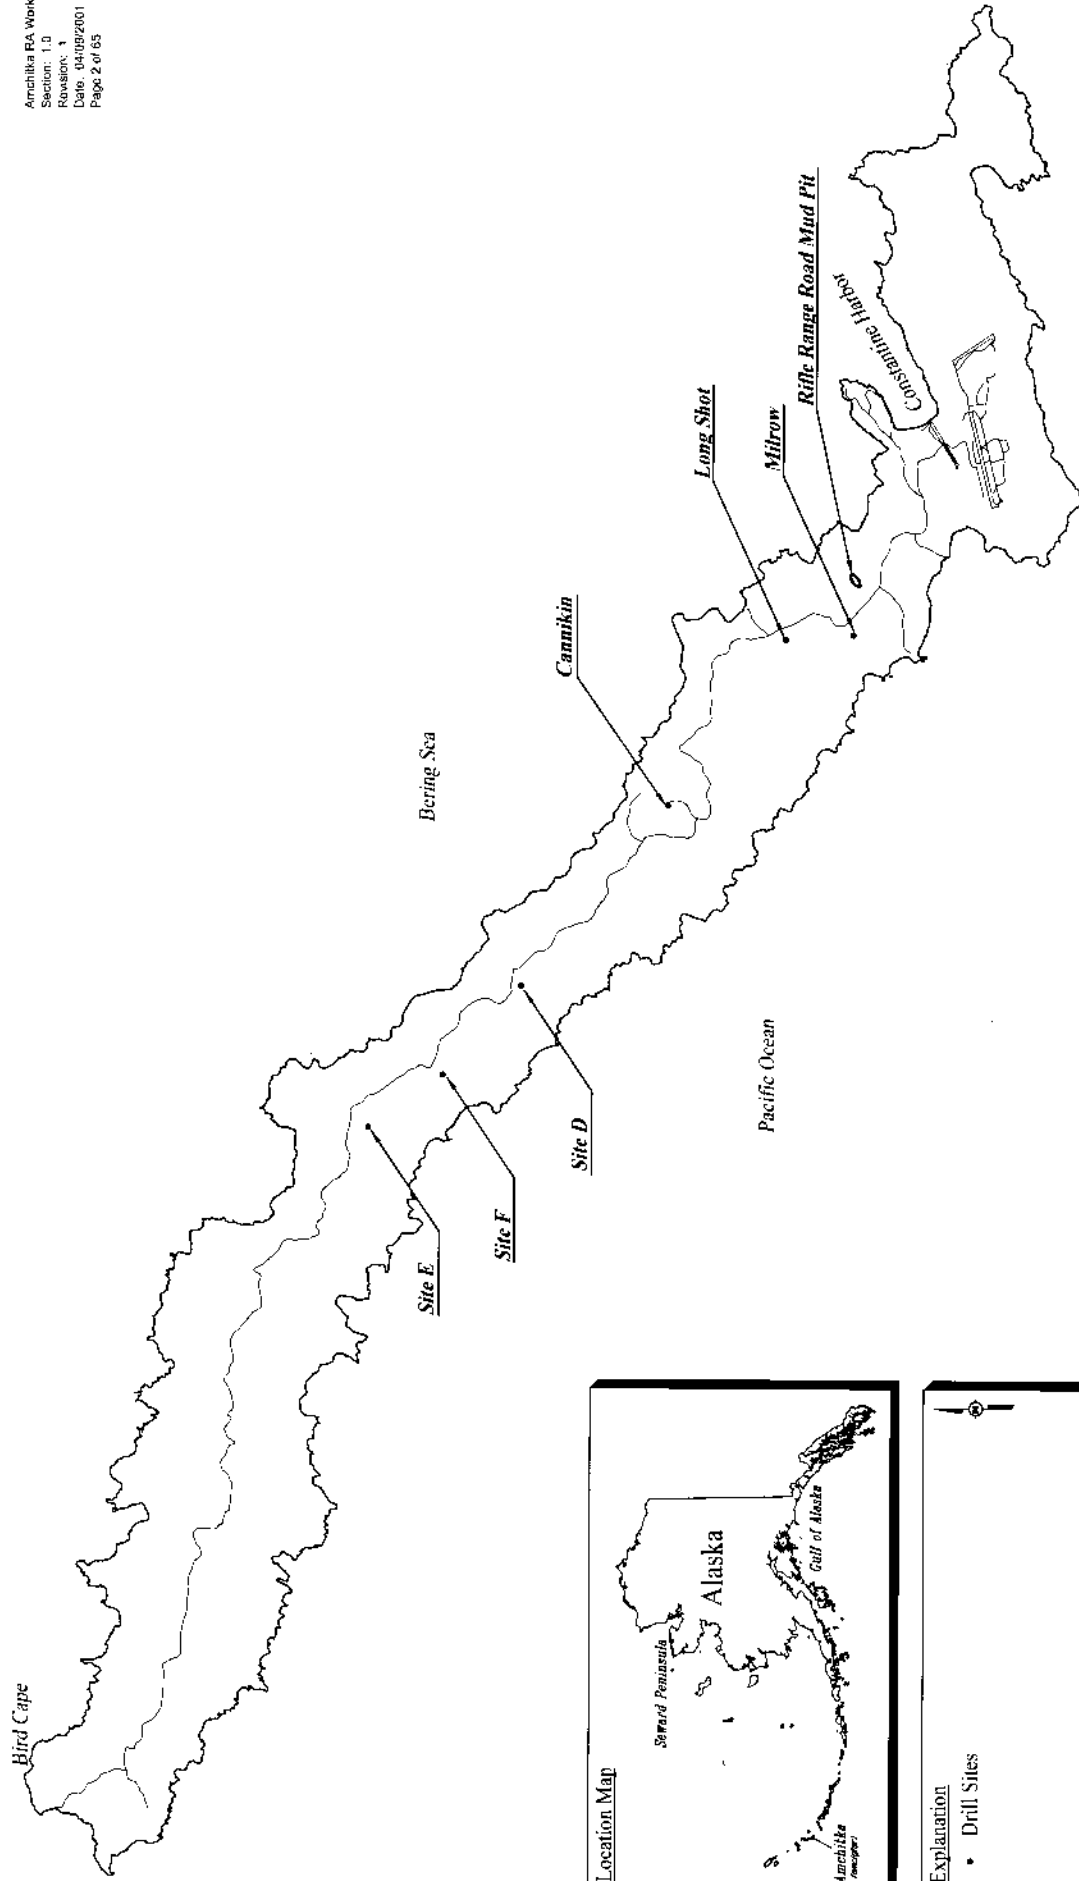 Amchitka RA Work
Section: 1.0
Revision: 1
Date: 04/09/2001
Page 2 of 65
Bird Cape
Bering Sea
Cannikin
Long Shot
Milrow
Rifle Range Road Mud Pit
Constantine Harbor
Site E
Site F
Site D
Pacific Ocean
Location Map
Seward Peninsula
Alaska
Gulf of Alaska
Amchitka
Explanation
Drill Sites
N